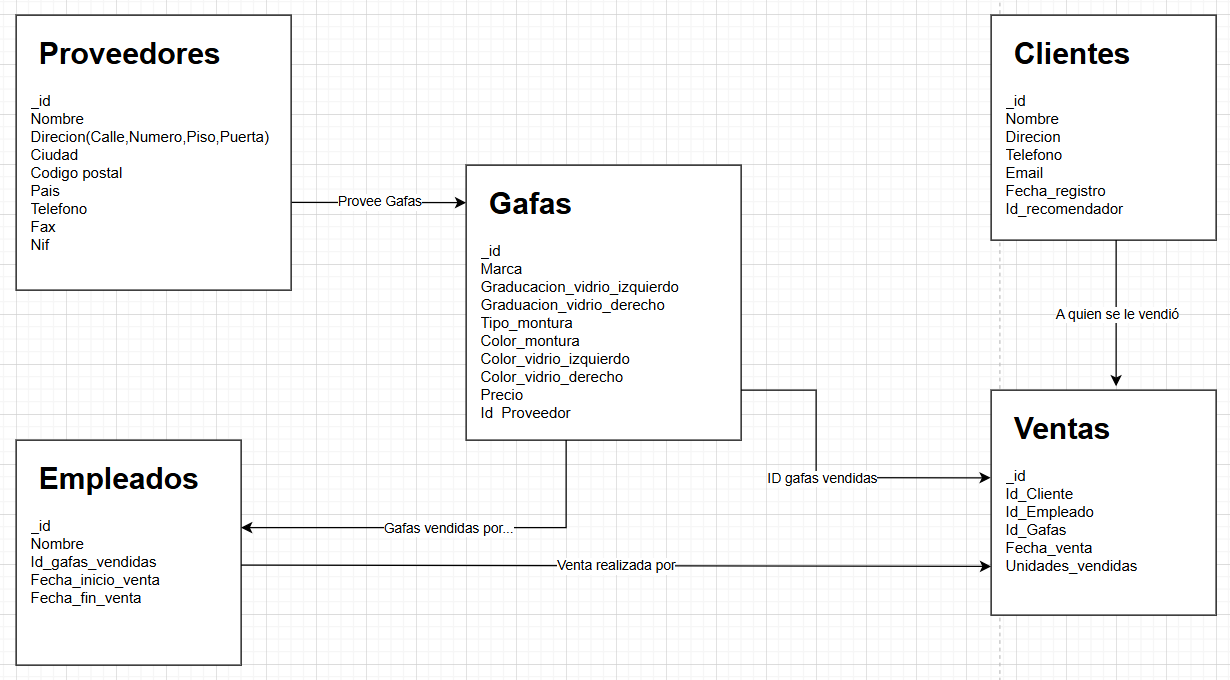 Proveedores
_id
Nombre
Direcion(Calle,Numero,Piso,Puerta)
Ciudad
Codigo postal
Pais
Telefono
Fax
Nif
Provee Gafas
Gafas
_id
Marca
Graducacion_vidrio_izquierdo
Graduacion_vidrio_derecho
Tipo_montura
Color_montura
Color_vidrio_izquierdo
Color_vidrio_derecho
Precio
Id_Proveedor
Clientes
_id
Nombre
Direcion
Telefono
Email
Fecha_registro
Id_recomendador
A quien se le vendió
Empleados
_id
Nombre
Id_gafas_vendidas
Fecha_inicio_venta
Fecha_fin_venta
Gafas vendidas por...
ID gafas vendidas
Venta realizada por
Ventas
_id
Id_Cliente
Id_Empleado
Id_Gafas
Fecha_venta
Unidades_vendidas